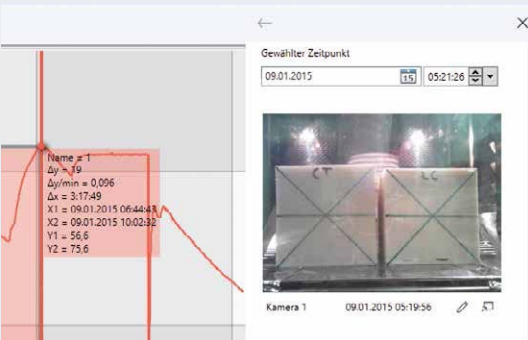 Name = 1
Δy = 19
Δy/min = 0,096
Δx = 3:17:49
X1 = 09.01.2015 06:44:43
X2 = 09.01.2015 10:02:32
Y1 = 56,6
Y2 = 75,6
Gewählter Zeitpunkt
09.01.2015 15 05:21:26
CT LC
Kamera 1 09.01.2015 05:19:56